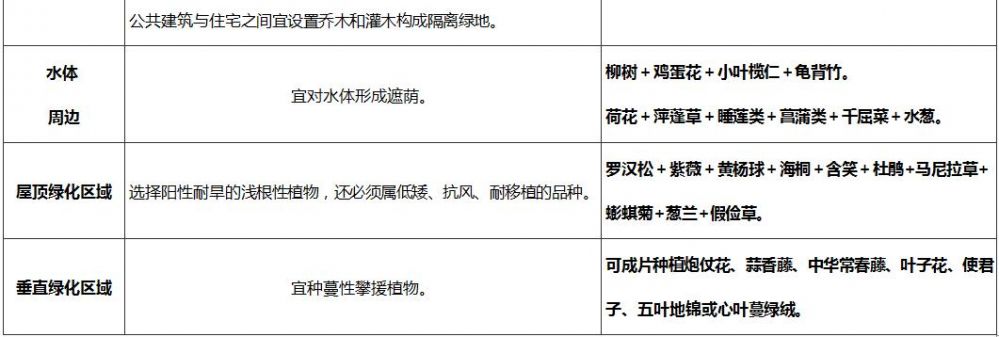 公共建筑与住宅之间宜设置乔木和灌木构成隔离绿地。
水体
周边
宜对水体形成遮荫。
柳树＋鸡蛋花＋小叶榄仁＋龟背竹。
荷花＋萍蓬草＋睡莲类＋菖蒲类＋千屈菜＋水葱。
屋顶绿化区域
选择阳性耐旱的浅根性植物，还必须属低矮、抗风、耐移植的品种。
罗汉松＋紫薇＋黄杨球＋海桐＋含笑＋杜鹃+马尼拉草+
蟛蜞菊+葱兰+假俭草。
垂直绿化区域
宜种蔓性攀援植物。
可成片种植炮仗花、蒜香藤、中华常春藤、叶子花、使君
子、五叶地锦或心叶蔓绿绒。